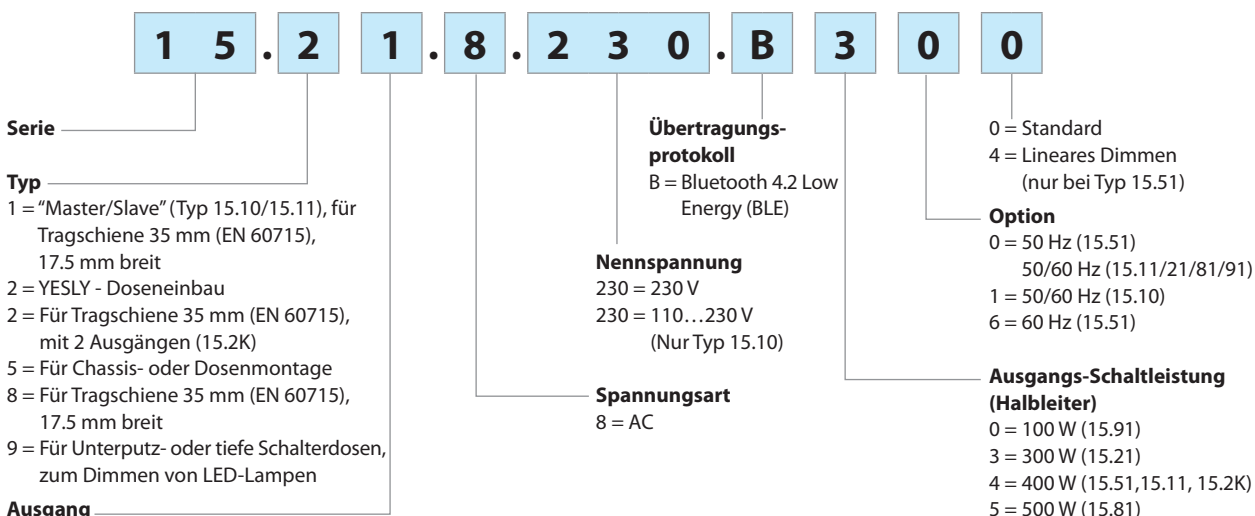 1 5 . 2 1 . 8 . 2 3 0 . B 3 0 0
Serie
Typ
1 = “Master/Slave” (Typ 15.10/15.11), für
Tragschiene 35 mm (EN 60715),
17.5 mm breit
2 = YESLY - Doseneinbau
2 = Für Tragschiene 35 mm (EN 60715),
mit 2 Ausgängen (15.2K)
5 = Für Chassis- oder Dosenmontage
8 = Für Tragschiene 35 mm (EN 60715),
17.5 mm breit
9 = Für Unterputz- oder tiefe Schalterdosen,
zum Dimmen von LED-Lampen
Ausgang
Übertragungs-
protokoll
B = Bluetooth 4.2 Low
Energy (BLE)
Nennspannung
230 = 230 V
230 = 110…230 V
(Nur Typ 15.10)
Spannungsart
8 = AC
0 = Standard
4 = Lineares Dimmen
(nur bei Typ 15.51)
Option
0 = 50 Hz (15.51)
50/60 Hz (15.11/21/81/91)
1 = 50/60 Hz (15.10)
6 = 60 Hz (15.51)
Ausgangs-Schaltleistung
(Halbleiter)
0 = 100 W (15.91)
3 = 300 W (15.21)
4 = 400 W (15.51,15.11, 15.2K)
5 = 500 W (15.81)